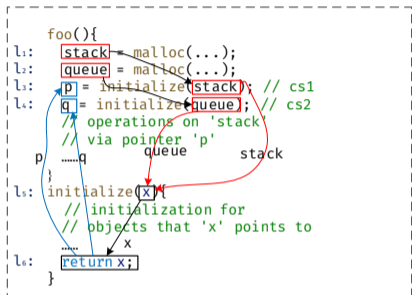 foo(){
l₁: stack = malloc(...);
l₂: queue = malloc(...);
l₃: p = initialize(stack); // cs1
l₄: q = initialize(queue); // cs2
// operations on 'stack'
// via pointer 'p'
p ……q queue stack
}
l₅: initialize(x){
// initialization for
// objects that 'x' points to
…… x
l₆: return x;
}